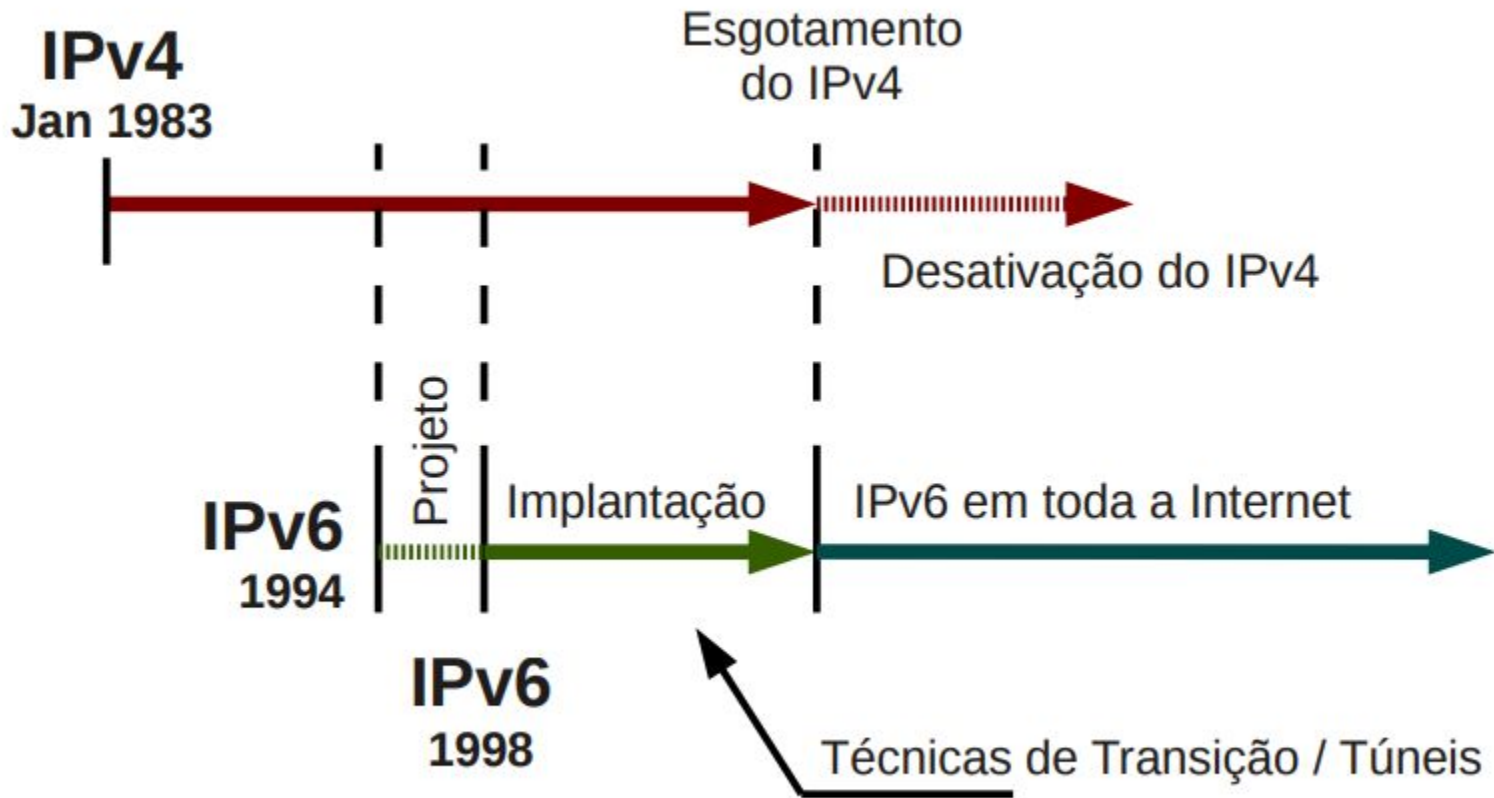 IPv4
Jan 1983
Esgotamento
do IPv4
Desativação do IPv4
Projeto
IPv6
1994
Implantação
IPv6 em toda a Internet
IPv6
1998
Técnicas de Transição / Túneis